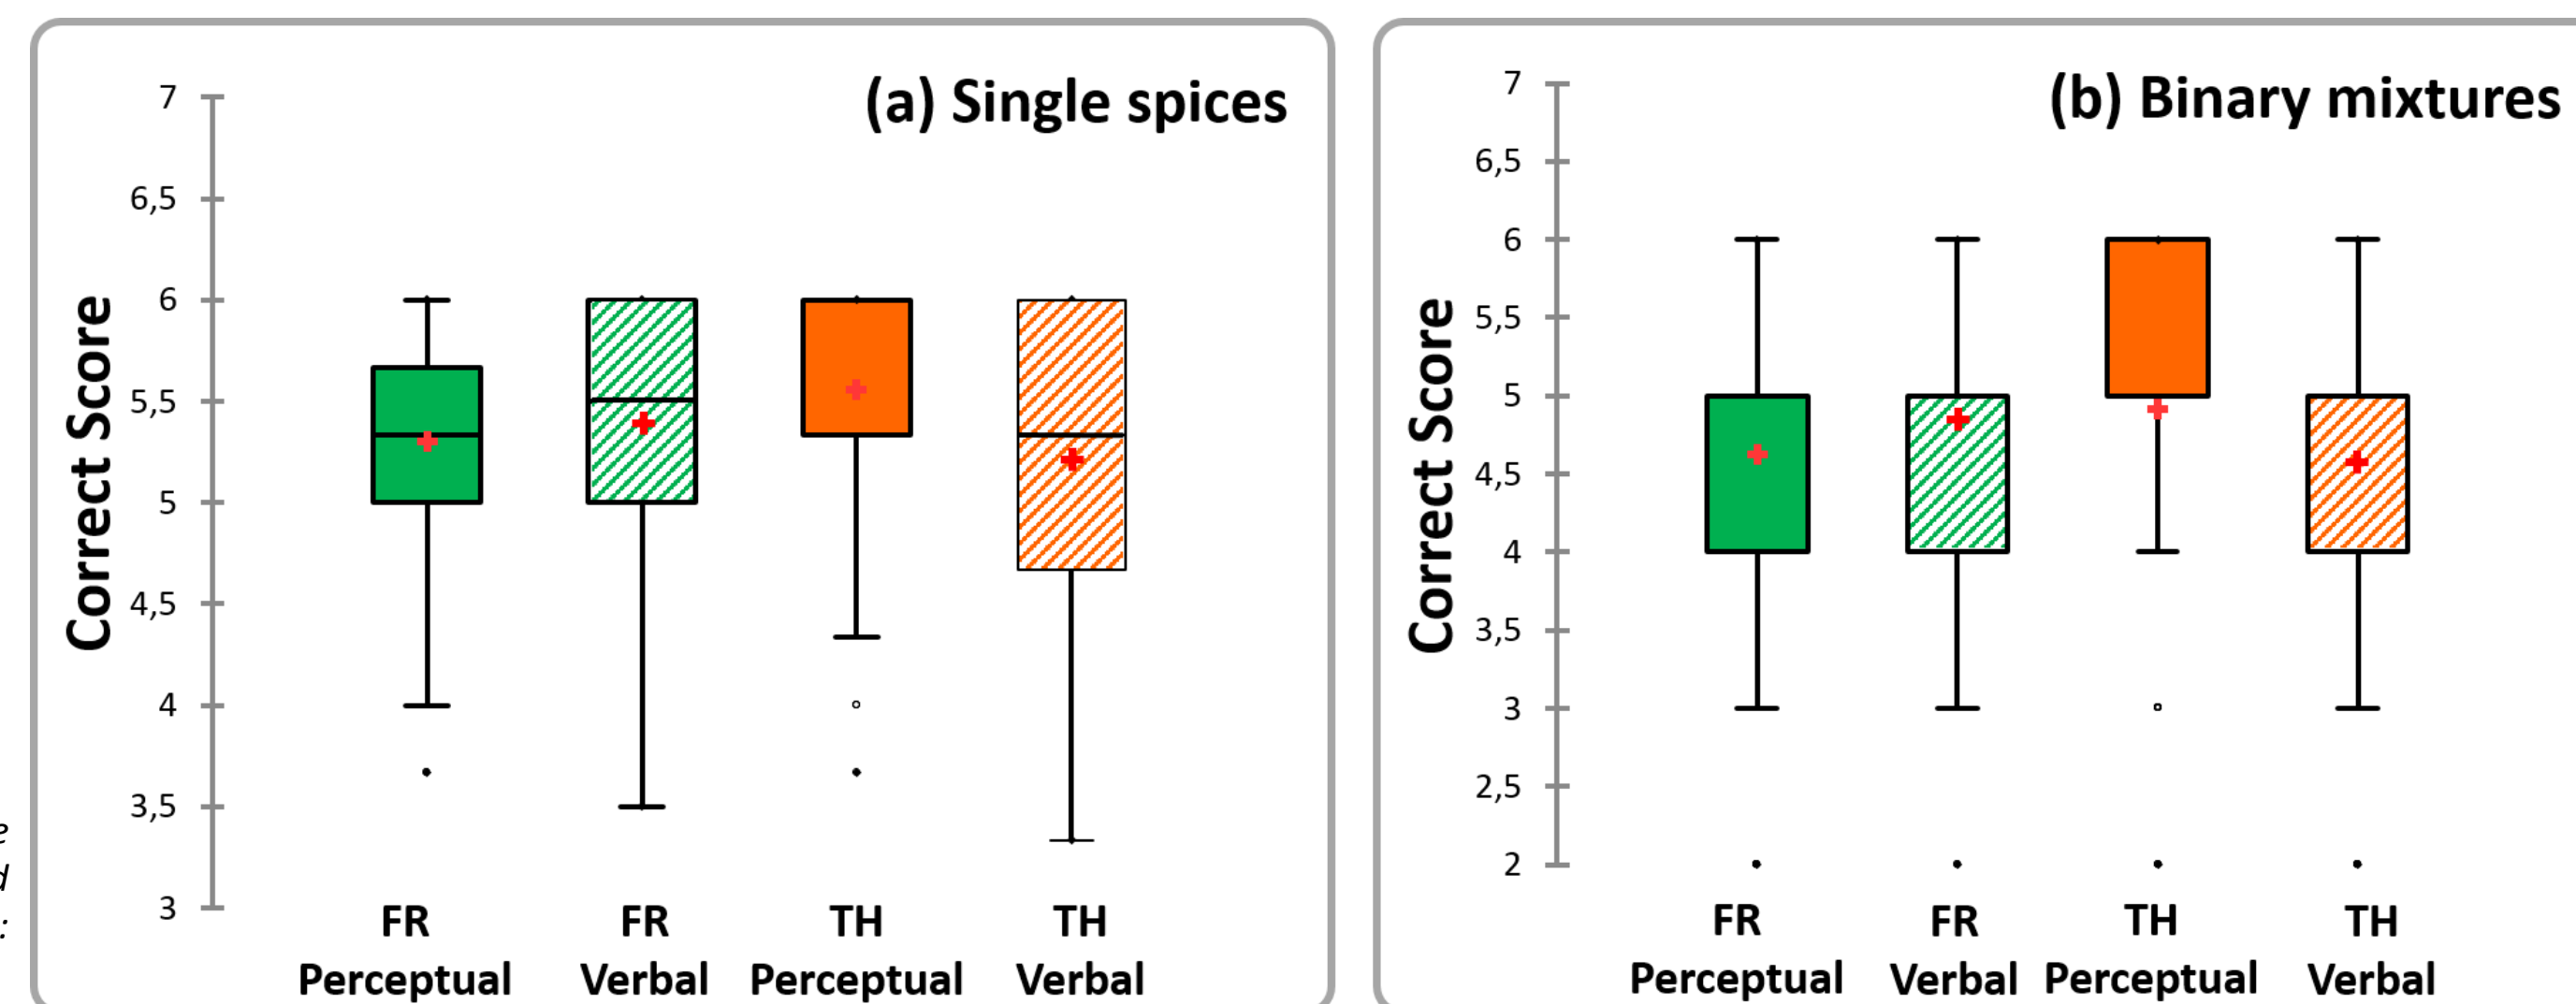 (a) Single spices
Correct Score
7
6,5
6
5,5
5
4,5
4
3,5
3
FR
Perceptual
FR
Verbal
TH
Perceptual
TH
Verbal
(b) Binary mixtures
Correct Score
7
6,5
6
5,5
5
4,5
4
3,5
3
2,5
2
FR
Perceptual
FR
Verbal
TH
Perceptual
TH
Verbal